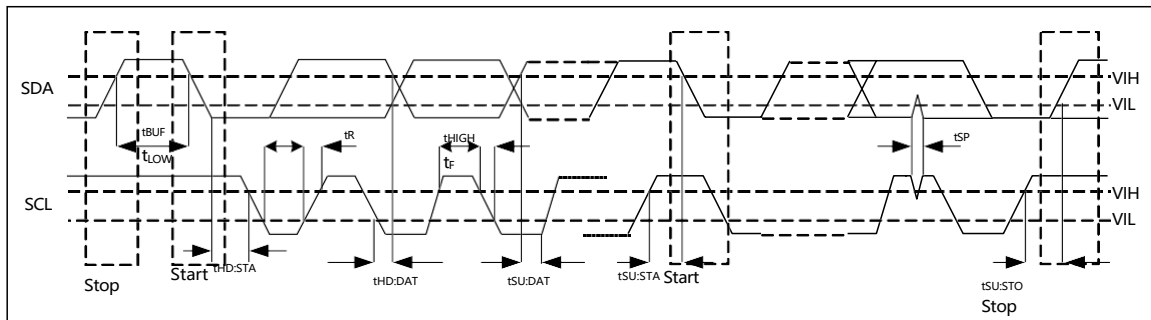 SDA
VIH
VIL
tBUF
tLOW
tR
tHIGH
tF
tSP
SCL
VIH
VIL
Stop
Start
tHD:STA
tHD:DAT
tSU:DAT
tSU:STA
Start
tSU:STO
Stop